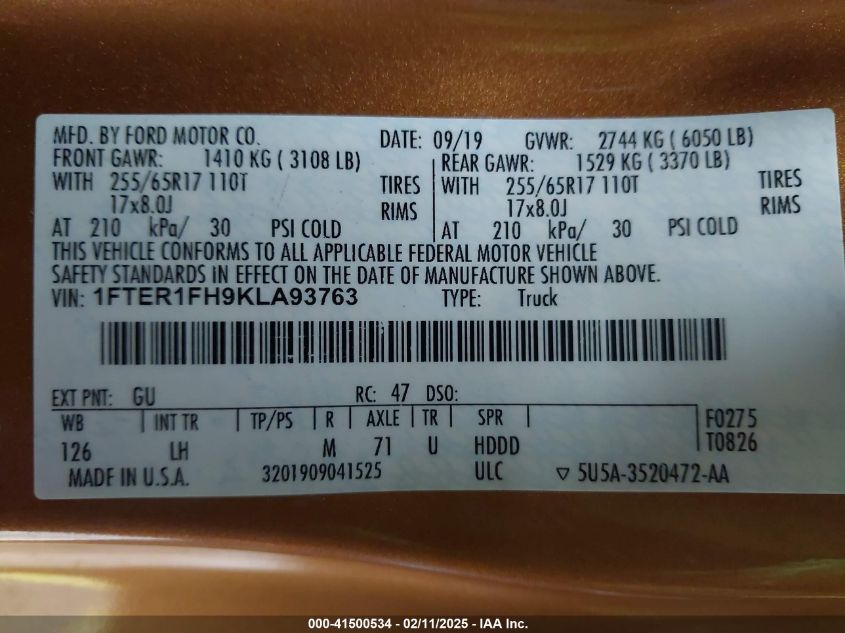 MFD. BY FORD MOTOR CO. DATE: 09/19 GVWR: 2744 KG ( 6050 LB)
FRONT GAWR: 1410 KG ( 3108 LB) REAR GAWR: 1529 KG ( 3370 LB)
WITH 255/65R17 110T TIRES WITH 255/65R17 110T TIRES
17x8.0J RIMS 17x8.0J RIMS
AT 210 kPa/ 30 PSI COLD AT 210 kPa/ 30 PSI COLD
THIS VEHICLE CONFORMS TO ALL APPLICABLE FEDERAL MOTOR VEHICLE
SAFETY STANDARDS IN EFFECT ON THE DATE OF MANUFACTURE SHOWN ABOVE.
VIN: 1FTER1FH9KLA93763 TYPE: Truck
EXT PNT: GU RC: 47 DSO:
WB INT TR TP/PS R AXLE TR SPR F0275
126 LH M 71 U HDDD T0826
MADE IN U.S.A. 3201909041525 ULC ▽ 5U5A-3520472-AA
000-41500534 - 02/11/2025 - IAA Inc.